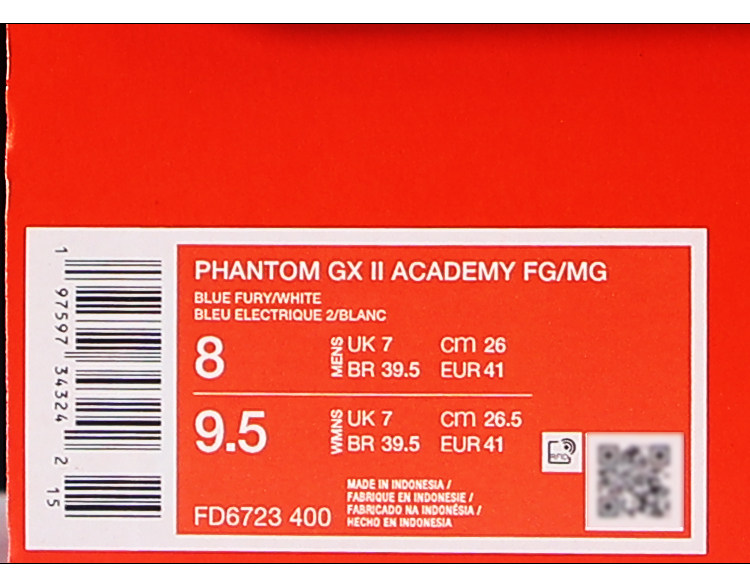 PHANTOM GX II ACADEMY FG/MG
BLUE FURY/WHITE
BLEU ELECTRIQUE 2/BLANC
8 MENS UK 7 cm 26
BR 39.5 EUR 41
9.5 WMNS UK 7 cm 26.5
BR 39.5 EUR 41
RFID
MADE IN INDONESIA /
FABRIQUE EN INDONESIE /
FABRICADO NA INDONÉSIA /
HECHO EN INDONESIA
FD6723 400
1 97597 34324 2 15